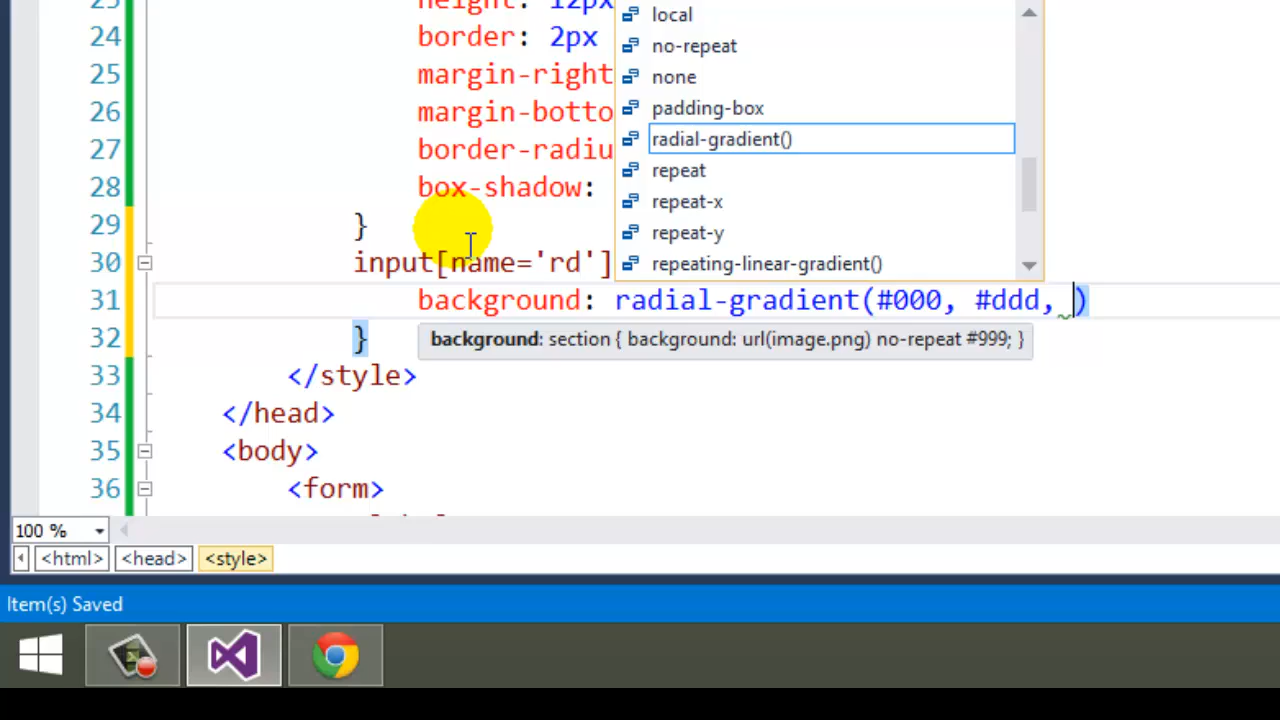 23 height: 12px
24 border: 2px
25 margin-right
26 margin-botto
27 border-radiu
28 box-shadow:
29 }
30 input[name='rd']
31 background: radial-gradient(#000, #ddd, )
32 }
33 </style>
34 </head>
35 <body>
36 <form>
local
no-repeat
none
padding-box
radial-gradient()
repeat
repeat-x
repeat-y
repeating-linear-gradient()
background: section { background: url(image.png) no-repeat #999; }
100 %
<html> <head> <style>
Item(s) Saved